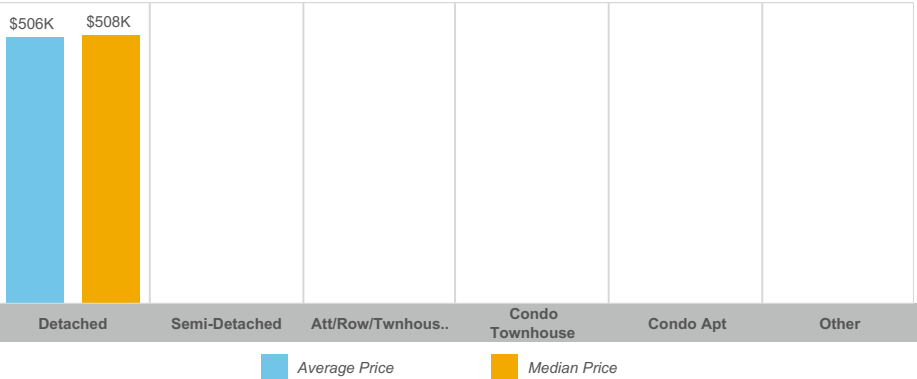 $506K
$508K
Detached
Semi-Detached
Att/Row/Twnhous..
Condo
Townhouse
Condo Apt
Other
Average Price
Median Price